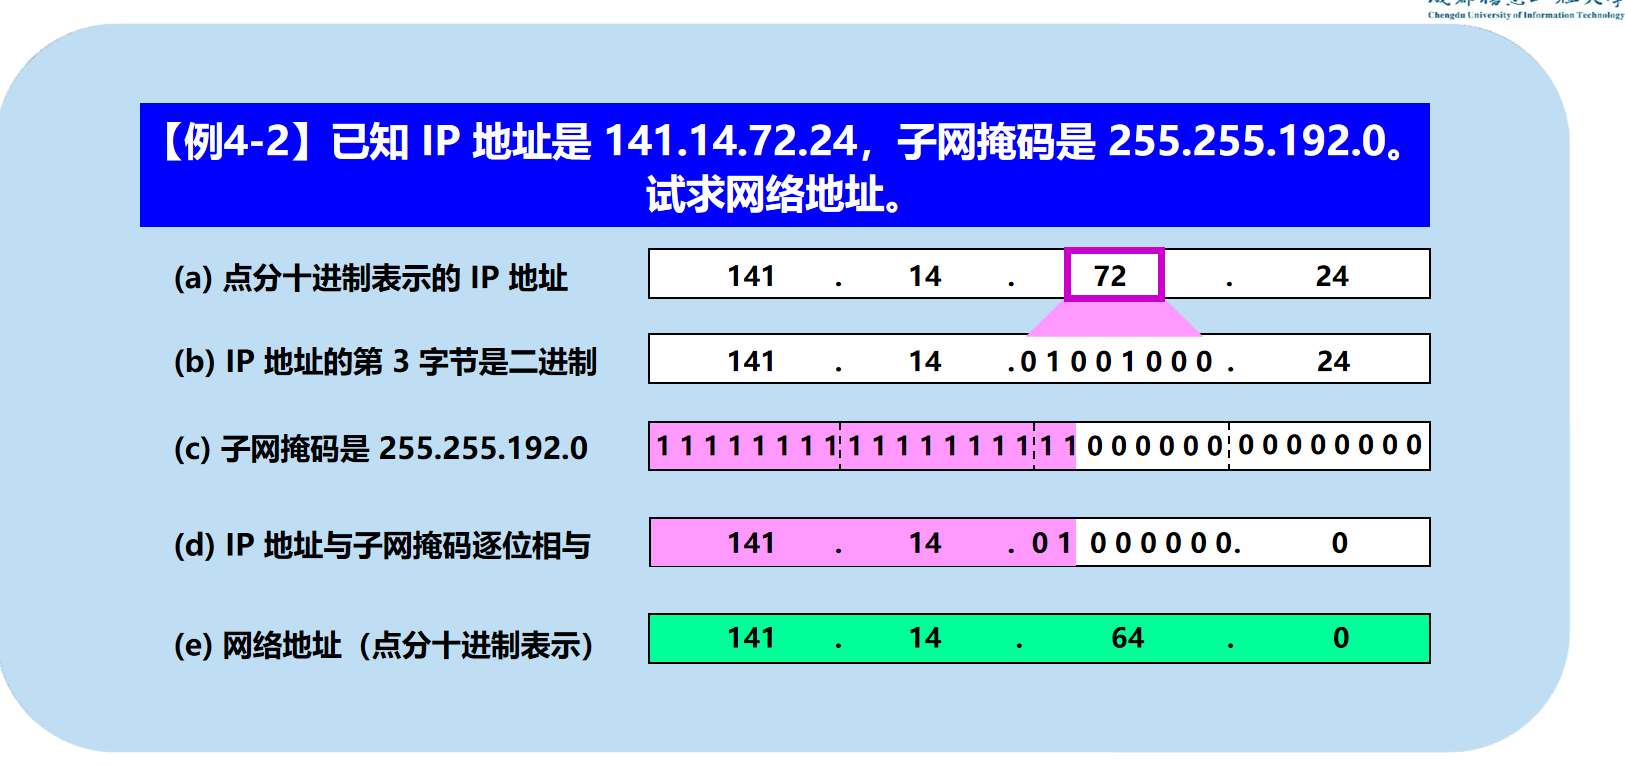 Chengdu University of Information Technology
【例4-2】已知 IP 地址是 141.14.72.24，子网掩码是 255.255.192.0。
试求网络地址。
(a) 点分十进制表示的 IP 地址 141 . 14 . 72 . 24
(b) IP 地址的第 3 字节是二进制 141 . 14 .0 1 0 0 1 0 0 0 . 24
(c) 子网掩码是 255.255.192.0 1 1 1 1 1 1 1 1 1 1 1 1 1 1 1 1 1 1 0 0 0 0 0 0 0 0 0 0 0 0 0 0
(d) IP 地址与子网掩码逐位相与 141 . 14 . 0 1 0 0 0 0 0 0. 0
(e) 网络地址（点分十进制表示） 141 . 14 . 64 . 0